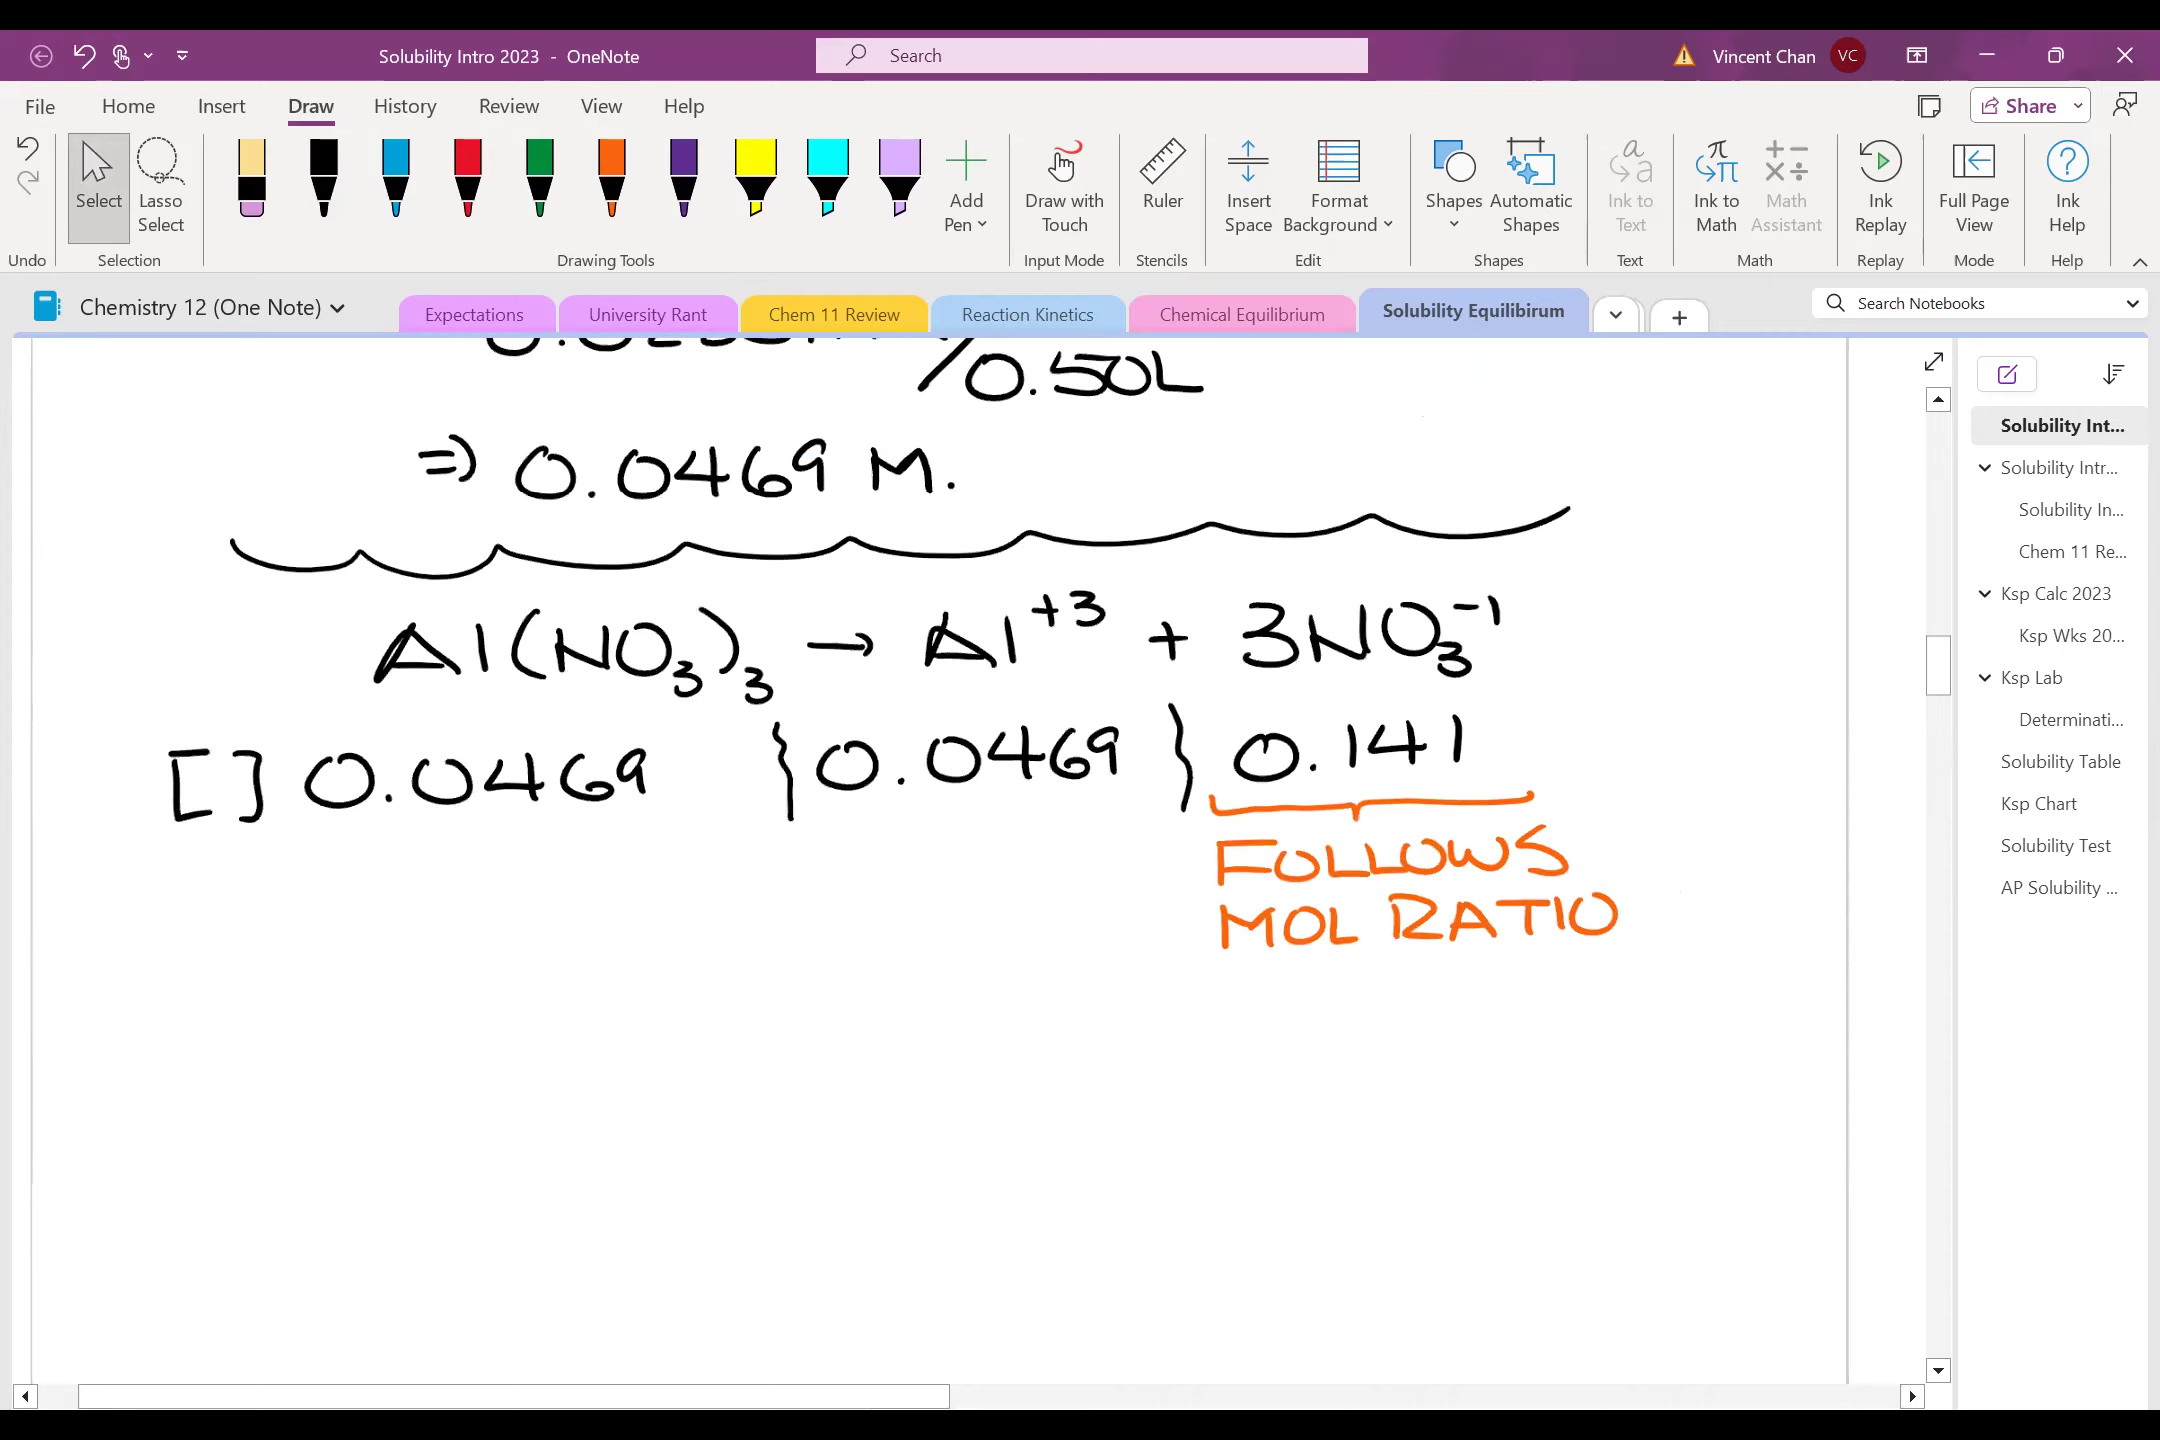 Solubility Intro 2023 - OneNote
Search
Vincent Chan VC
File Home Insert Draw History Review View Help
Share
Select
Lasso Select
Add Pen
Draw with Touch
Ruler
Insert Space
Format Background
Shapes
Automatic Shapes
Ink to Text
Ink to Math
Math Assistant
Ink Replay
Full Page View
Ink Help
Undo Selection Drawing Tools Input Mode Stencils Edit Shapes Text Math Replay Mode Help
Chemistry 12 (One Note)
Expectations University Rant Chem 11 Review Reaction Kinetics Chemical Equilibrium Solubility Equilibirum
Search Notebooks
/0.50L
⇒ 0.0469 M.
Al(NO₃)₃ → Al⁺³ + 3NO₃⁻¹
[ ] 0.0469 } 0.0469 } 0.141
FOLLOWS
MOL RATIO
Solubility Int...
Solubility Intr...
Solubility In...
Chem 11 Re...
Ksp Calc 2023
Ksp Wks 20...
Ksp Lab
Determinati...
Solubility Table
Ksp Chart
Solubility Test
AP Solubility ...